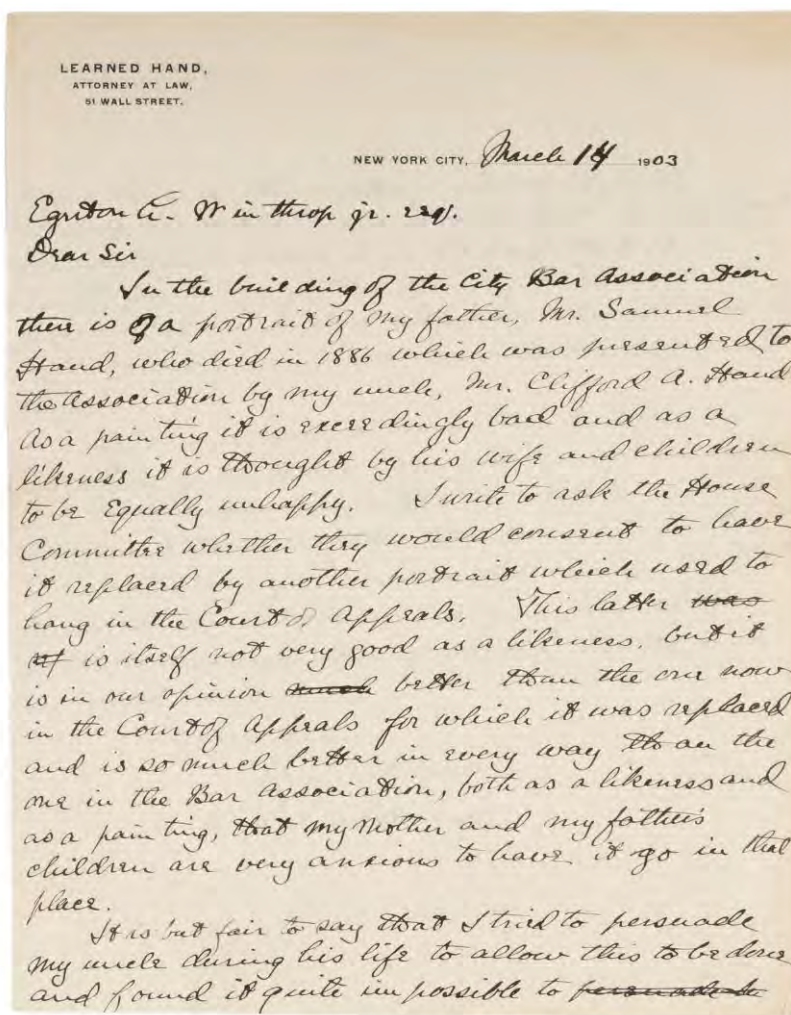 LEARNED HAND,
ATTORNEY AT LAW,
51 WALL STREET.
NEW YORK CITY, March 14 1903
Egerton L. Winthrop jr. esq.
Dear Sir
In the building of the City Bar Association
there is a portrait of my father, Mr. Samuel
Hand, who died in 1886 which was presented to
the Association by my uncle, Mr. Clifford A. Hand
As a painting it is exceedingly bad and as a
likeness it is thought by his wife and children
to be equally unhappy. I write to ask the House
Committee whether they would consent to have
it replaced by another portrait which used to
hang in the Court of Appeals. This latter was
is itself not very good as a likeness, but it
is in our opinion much better than the one now
in the Court of Appeals for which it was replaced
and is so much better in every way than the
one in the Bar Association, both as a likeness and
as a painting, that my Mother and my father's
children are very anxious to have it go in that
place.
It is but fair to say that I tried to persuade
my uncle during his life to allow this to be done
and found it quite impossible to persuade